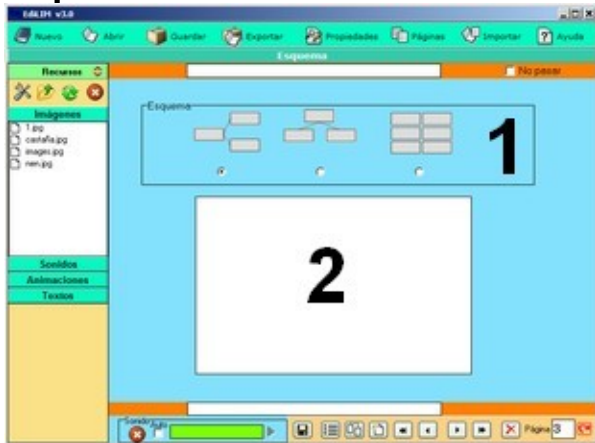 EdiLIM v3.0
Nuevo Abrir Guardar Exportar Propiedades Páginas Importar Ayuda
Esquema
Recursos
No pasar
Imágenes
1.jpg
castaña.jpg
images.jpg
nen.jpg
Esquema
1
2
Sonidos
Animaciones
Textos
Sonido
Auto
Página 3